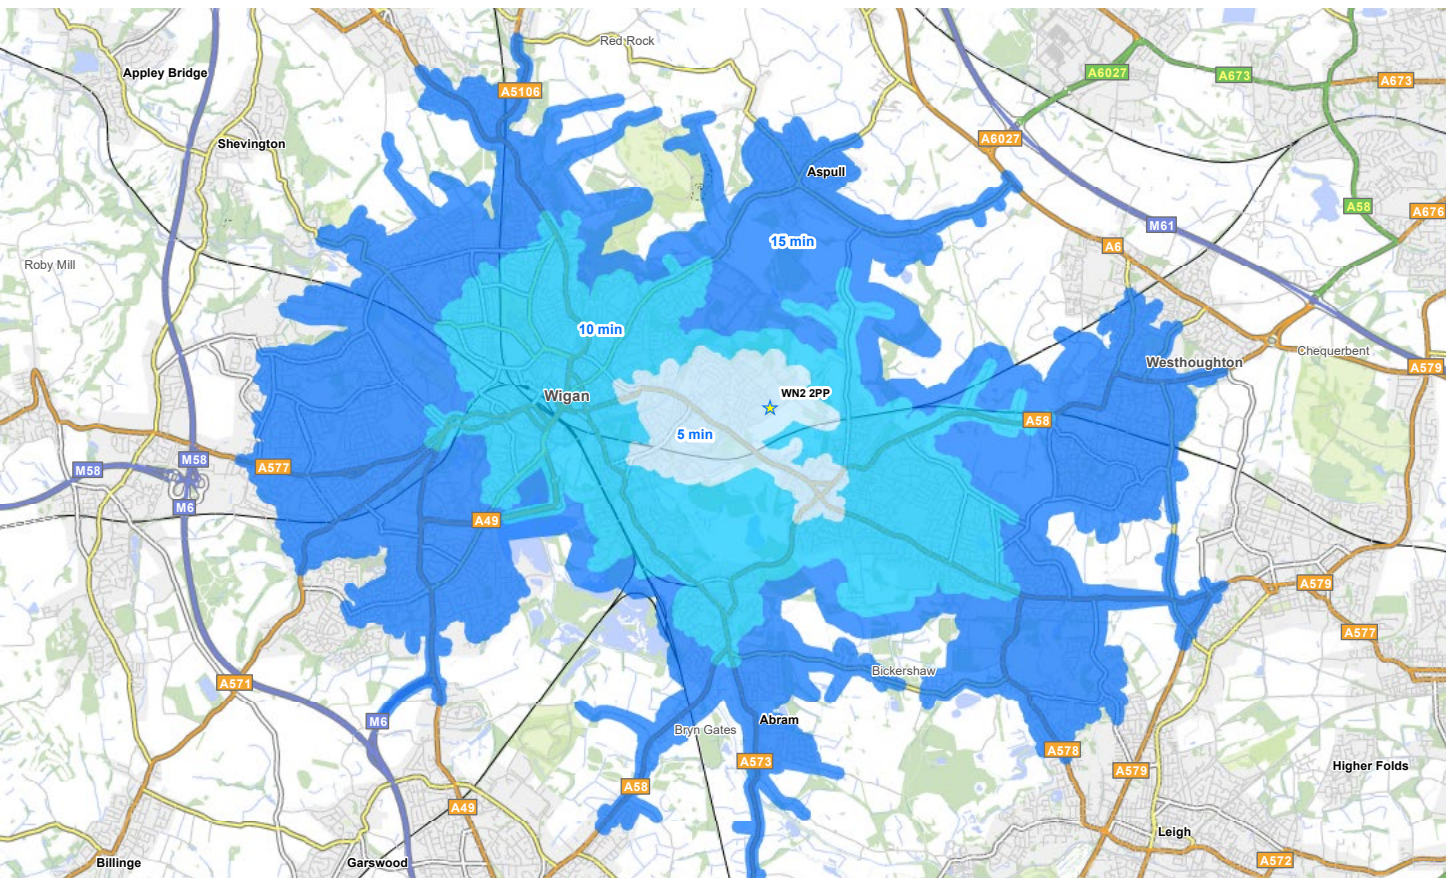 Red Rock
Appley Bridge
A6027
A673
A673
A5106
A6027
Shevington
Aspull
A58
A676
M61
15 min
A6
Roby Mill
10 min
Chequerbent
Westhoughton
A579
WN2 2PP
Wigan
A58
5 min
M58
A577
M58
M6
A49
A579
A577
Bickershaw
A571
M6
Abram
Bryn Gates
A578
A573
Higher Folds
A579
A58
A49
Leigh
A572
Billinge
Garswood